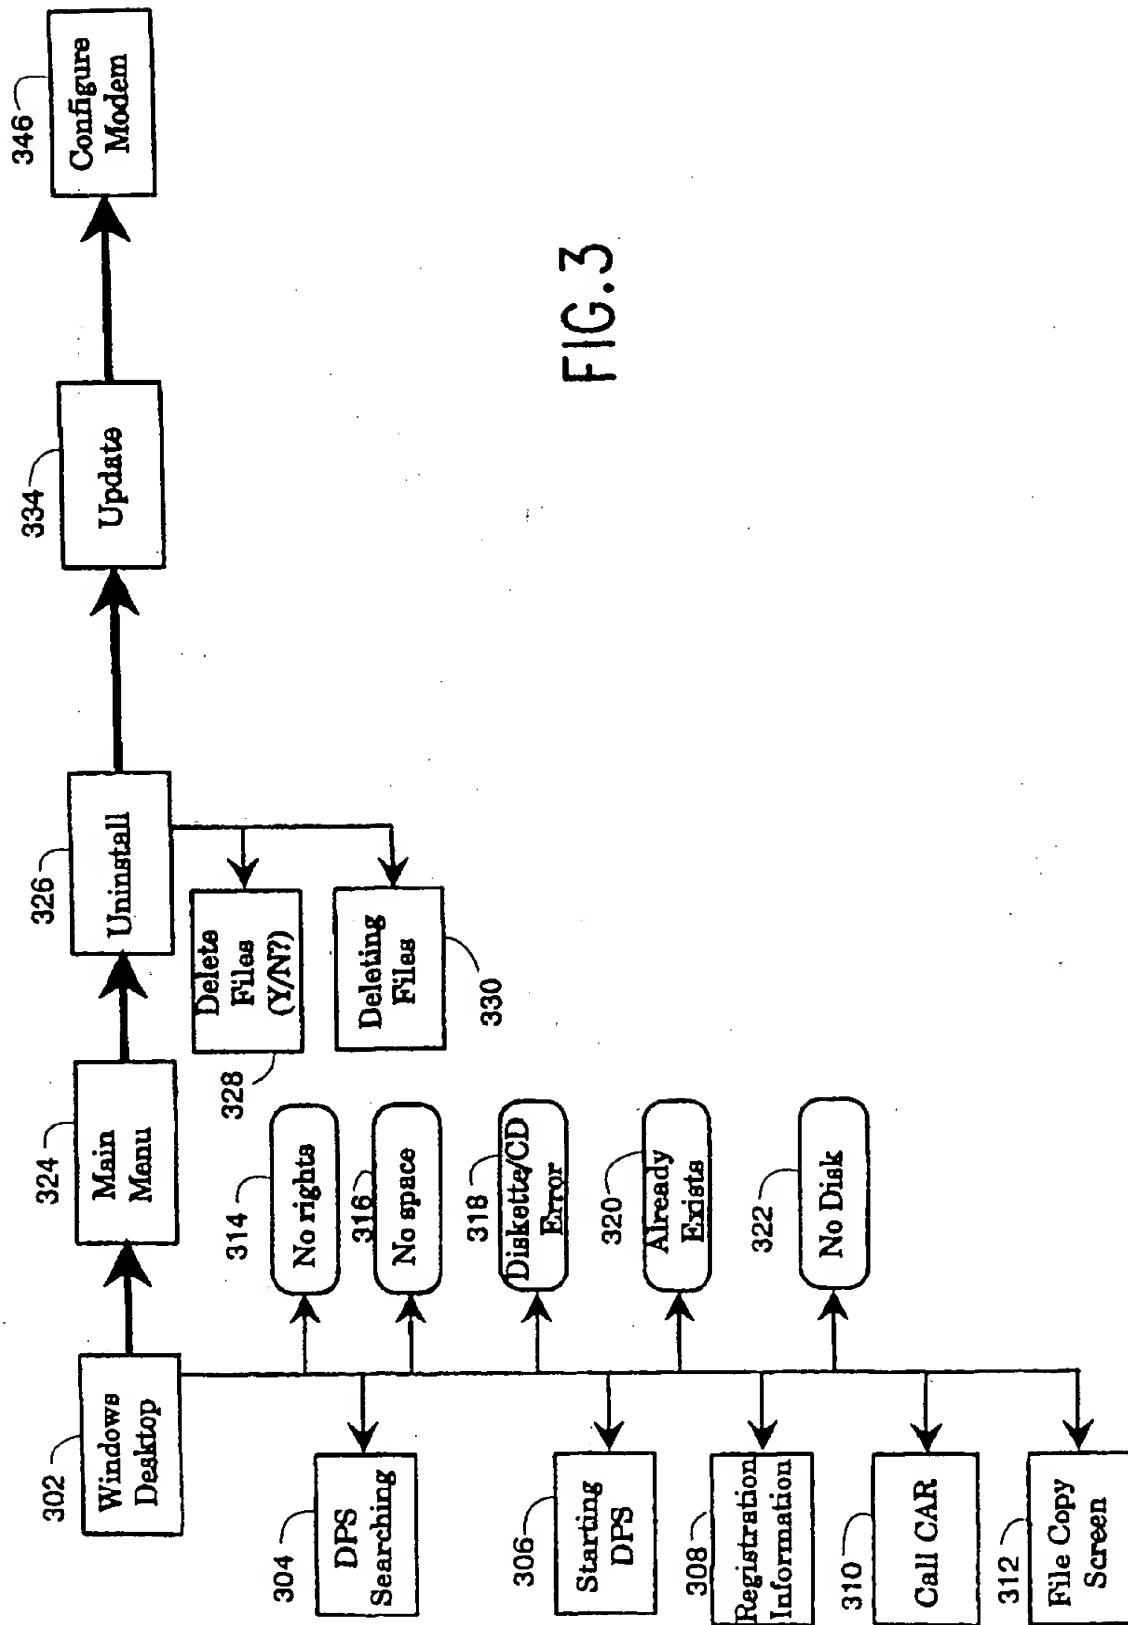 302
Windows
Desktop
324
Main
Menu
326
Uninstall
334
Update
346
Configure
Modem
328
Delete
Files
(Y/N?)
330
Deleting
Files
304
DPS
Searching
306
Starting
DPS
308
Registration
Information
310
Call CAR
312
File Copy
Screen
314
No rights
316
No space
318
Diskette/CD
Error
320
Already
Exists
322
No Disk
FIG.3